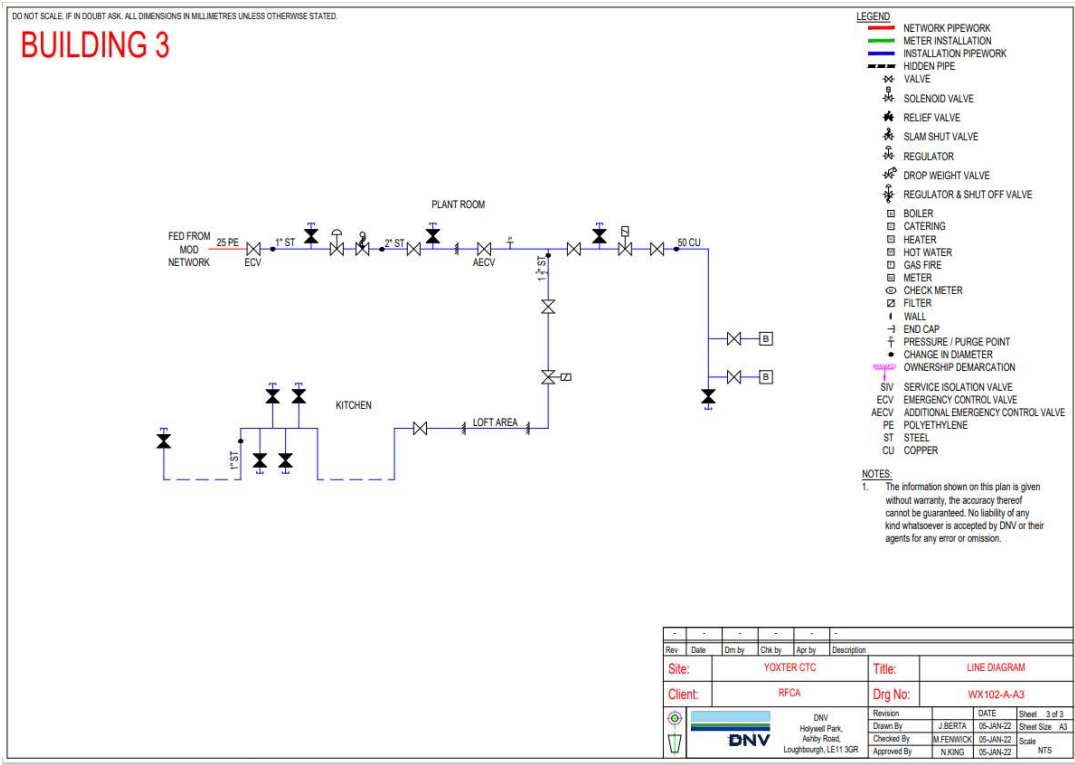 DO NOT SCALE. IF IN DOUBT ASK. ALL DIMENSIONS IN MILLIMETRES UNLESS OTHERWISE STATED.
BUILDING 3
LEGEND
NETWORK PIPEWORK
METER INSTALLATION
INSTALLATION PIPEWORK
HIDDEN PIPE
VALVE
SOLENOID VALVE
RELIEF VALVE
SLAM SHUT VALVE
REGULATOR
DROP WEIGHT VALVE
REGULATOR & SHUT OFF VALVE
BOILER
CATERING
HEATER
HOT WATER
GAS FIRE
METER
CHECK METER
FILTER
WALL
END CAP
PRESSURE / PURGE POINT
CHANGE IN DIAMETER
OWNERSHIP DEMARCATION
SIV SERVICE ISOLATION VALVE
ECV EMERGENCY CONTROL VALVE
AECV ADDITIONAL EMERGENCY CONTROL VALVE
PE POLYETHYLENE
ST STEEL
CU COPPER
NOTES:
1. The information shown on this plan is given
without warranty, the accuracy thereof
cannot be guaranteed. No liability of any
kind whatsoever is accepted by DNV or their
agents for any error or omission.
PLANT ROOM
FED FROM
MOD
NETWORK
25 PE
ECV
1" ST
2" ST
AECV
P
50 CU
ST
B
B
KITCHEN
LOFT AREA
1" ST
- - - - - -
Rev Date Drn by Chk by Apr by Description
Site: YOXTER CTC Title: LINE DIAGRAM
Client: RFCA Drg No: WX102-A-A3
DNV
DNV
Holywell Park,
Ashby Road,
Loughbourgh, LE11 3GR
Revision DATE Sheet 3 of 3
Drawn By J.BERTA 05-JAN-22 Sheet Size A3
Checked By M.FENWICK 05-JAN-22 Scale
Approved By N.KING 05-JAN-22 NTS